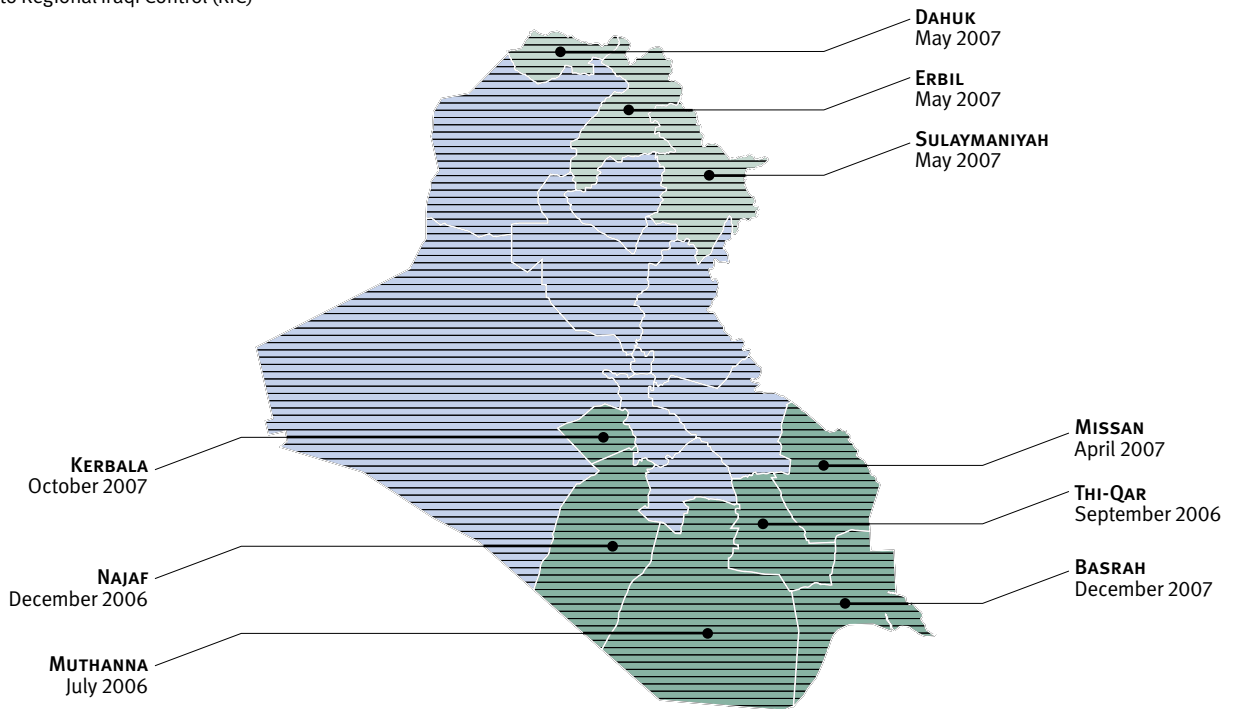 to Regional Iraqi Control (RIC)
DAHUK
May 2007
ERBIL
May 2007
SULAYMANIYAH
May 2007
MISSAN
April 2007
THI-QAR
September 2006
BASRAH
December 2007
KERBALA
October 2007
NAJAF
December 2006
MUTHANNA
July 2006